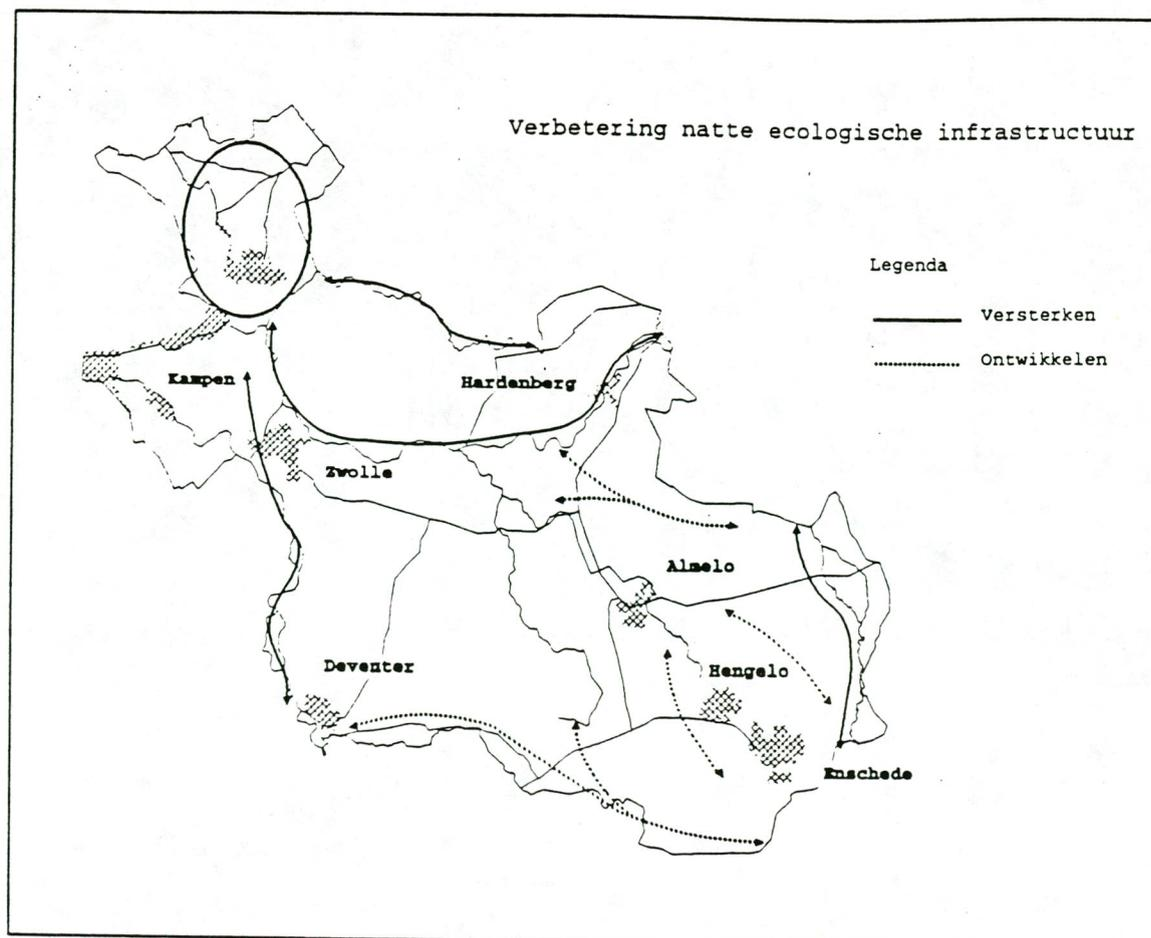 Verbetering natte ecologische infrastructuur
Legenda
Versterken
Ontwikkelen
Kampen
Hardenberg
Zwolle
Almelo
Deventer
Hengelo
Enschede